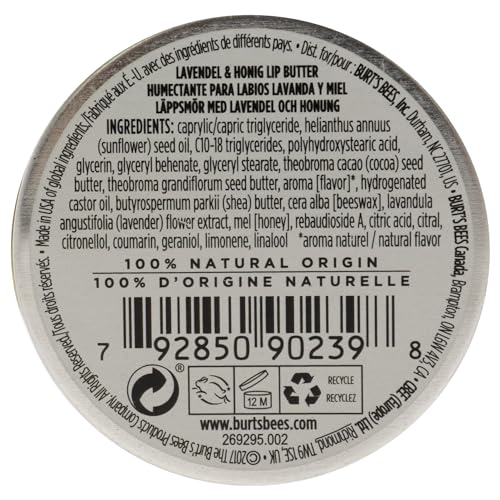 Made in USA of global ingredients/Fabriqué aux É.-U. avec des ingrédients de différents pays. • Dist. for/pour: BURT'S BEES, Inc. Durham, NC 27701, US • BURT'S BEES Canada, Brampton, ON L6W 4V3, CA • CBEE (Europe) Ltd., Richmond, TW9 1SE, UK • ©2017 The Burt's Bees Products Company. All Rights Reserved./Tous droits réservés.
LAVENDEL & HONIG LIP BUTTER
HUMECTANTE PARA LABIOS LAVANDA Y MIEL
LÄPPSMÖR MED LAVENDEL OCH HONUNG
INGREDIENTS: caprylic/capric triglyceride, helianthus annuus
(sunflower) seed oil, C10-18 triglycerides, polyhydroxystearic acid,
glycerin, glyceryl behenate, glyceryl stearate, theobroma cacao (cocoa) seed
butter, theobroma grandiflorum seed butter, aroma [flavor]*, hydrogenated
castor oil, butyrospermum parkii (shea) butter, cera alba [beeswax], lavandula
angustifolia (lavender) flower extract, mel [honey], rebaudioside A, citric acid, citral,
citronellol, coumarin, geraniol, limonene, linalool *aroma naturel / natural flavor
100% NATURAL ORIGIN
100% D'ORIGINE NATURELLE
7 92850 90239 8
12 M
RECYCLE
RECYCLEZ
www.burtsbees.com
269295.002